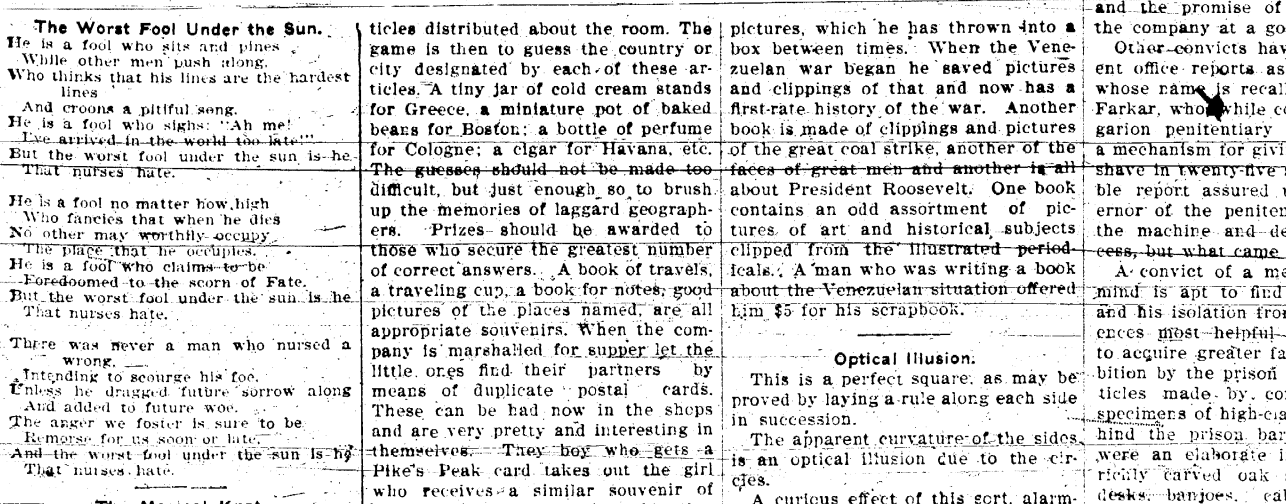 The Worst Fool Under the Sun.
He is a fool who sits and pines
While other men push along,
Who thinks that his lines are the hardest
lines
And croons a pitiful song.
He is a fool who sighs: "Ah me!
I've arrived in the world too late!"
But the worst fool under the sun is he
That nurses hate.
He is a fool no matter how high
Who fancies that when he dies
No other may worthily occupy
The place that he occupies.
He is a fool who claims to be
Foredoomed to the scorn of Fate.
But the worst fool under the sun is he
That nurses hate.
There was never a man who nursed a
wrong,
Intending to scourge his foe.
Unless he dragged future sorrow along
And added to future woe.
The anger we foster is sure to be
Remorse for us soon or late.
And the worst fool under the sun is he
That nurses hate.
ticles distributed about the room. The
game is then to guess the country or
city designated by each of these ar-
ticles. A tiny jar of cold cream stands
for Greece, a miniature pot of baked
beans for Boston; a bottle of perfume
for Cologne; a cigar for Havana, etc.
The guesses should not be made too
difficult, but just enough so to brush
up the memories of laggard geograph-
ers. Prizes should be awarded to
those who secure the greatest number
of correct answers. A book of travels,
a traveling cup, a book for notes, good
pictures of the places named, are all
appropriate souvenirs. When the com-
pany is marshalled for supper let the
little ones find their partners by
means of duplicate postal cards.
These can be had now in the shops
and are very pretty and interesting in
themselves. They boy who gets a
Pike's Peak card takes out the girl
who receives a similar souvenir of
pictures, which he has thrown into a
box between times. When the Vene-
zuelan war began he saved pictures
and clippings of that and now has a
first-rate history of the war. Another
book is made of clippings and pictures
of the great coal strike, another of the
faces of great men and another is all
about President Roosevelt. One book
contains an odd assortment of pic-
tures of art and historical subjects
clipped from the illustrated period-
icals. A man who was writing a book
about the Venezuelan situation offered
him $5 for his scrapbook.
Optical Illusion.
This is a perfect square, as may be
proved by laying a rule along each side
in succession.
The apparent curvature of the sides
is an optical illusion due to the cir-
cles.
A curious effect of this sort, alarm-
and the promise of
the company at a go
Other convicts hav
ent office reports as
whose name is recal
Farkar, who while co
garion penitentiary
a mechanism for givi
shave in twenty-five
ble report assured
ernor of the peniten
the machine and de
cess, but what came
A convict of a me
mind is apt to find
and his isolation fro
ences most helpful
to acquire greater fa
bition by the prison
ticles made by co
specimens of high-cla
hind the prison bar
were an elaborate i
richly carved oak
desks, banjoes, ca